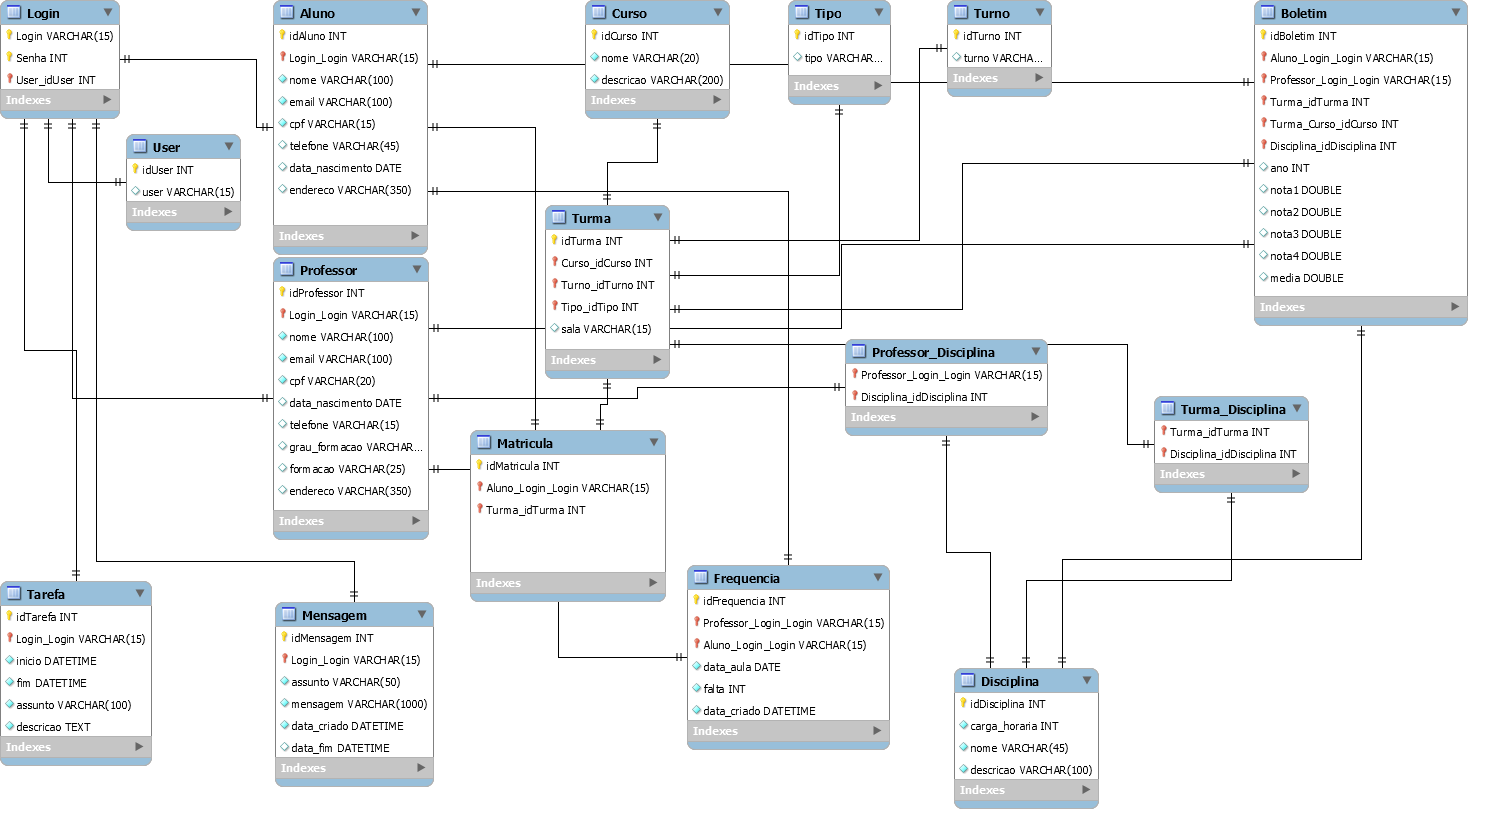 Login
Login VARCHAR(15)
Senha INT
User_idUser INT
Indexes
User
idUser INT
user VARCHAR(15)
Indexes
Aluno
idAluno INT
Login_Login VARCHAR(15)
nome VARCHAR(100)
email VARCHAR(100)
cpf VARCHAR(15)
telefone VARCHAR(45)
data_nascimento DATE
endereco VARCHAR(350)
Indexes
Professor
idProfessor INT
Login_Login VARCHAR(15)
nome VARCHAR(100)
email VARCHAR(100)
cpf VARCHAR(20)
data_nascimento DATE
telefone VARCHAR(15)
grau_formacao VARCHAR...
formacao VARCHAR(25)
endereco VARCHAR(350)
Indexes
Curso
idCurso INT
nome VARCHAR(20)
descricao VARCHAR(200)
Indexes
Tipo
idTipo INT
tipo VARCHAR...
Indexes
Turno
idTurno INT
turno VARCHA...
Indexes
Boletim
idBoletim INT
Aluno_Login_Login VARCHAR(15)
Professor_Login_Login VARCHAR(15)
Turma_idTurma INT
Turma_Curso_idCurso INT
Disciplina_idDisciplina INT
ano INT
nota1 DOUBLE
nota2 DOUBLE
nota3 DOUBLE
nota4 DOUBLE
media DOUBLE
Indexes
Turma
idTurma INT
Curso_idCurso INT
Turno_idTurno INT
Tipo_idTipo INT
sala VARCHAR(15)
Indexes
Professor_Disciplina
Professor_Login_Login VARCHAR(15)
Disciplina_idDisciplina INT
Indexes
Turma_Disciplina
Turma_idTurma INT
Disciplina_idDisciplina INT
Indexes
Matricula
idMatricula INT
Aluno_Login_Login VARCHAR(15)
Turma_idTurma INT
Indexes
Tarefa
idTarefa INT
Login_Login VARCHAR(15)
inicio DATETIME
fim DATETIME
assunto VARCHAR(100)
descricao TEXT
Indexes
Mensagem
idMensagem INT
Login_Login VARCHAR(15)
assunto VARCHAR(50)
mensagem VARCHAR(1000)
data_criado DATETIME
data_fim DATETIME
Indexes
Frequencia
idFrequencia INT
Professor_Login_Login VARCHAR(15)
Aluno_Login_Login VARCHAR(15)
data_aula DATE
falta INT
data_criado DATETIME
Indexes
Disciplina
idDisciplina INT
carga_horaria INT
nome VARCHAR(45)
descricao VARCHAR(100)
Indexes